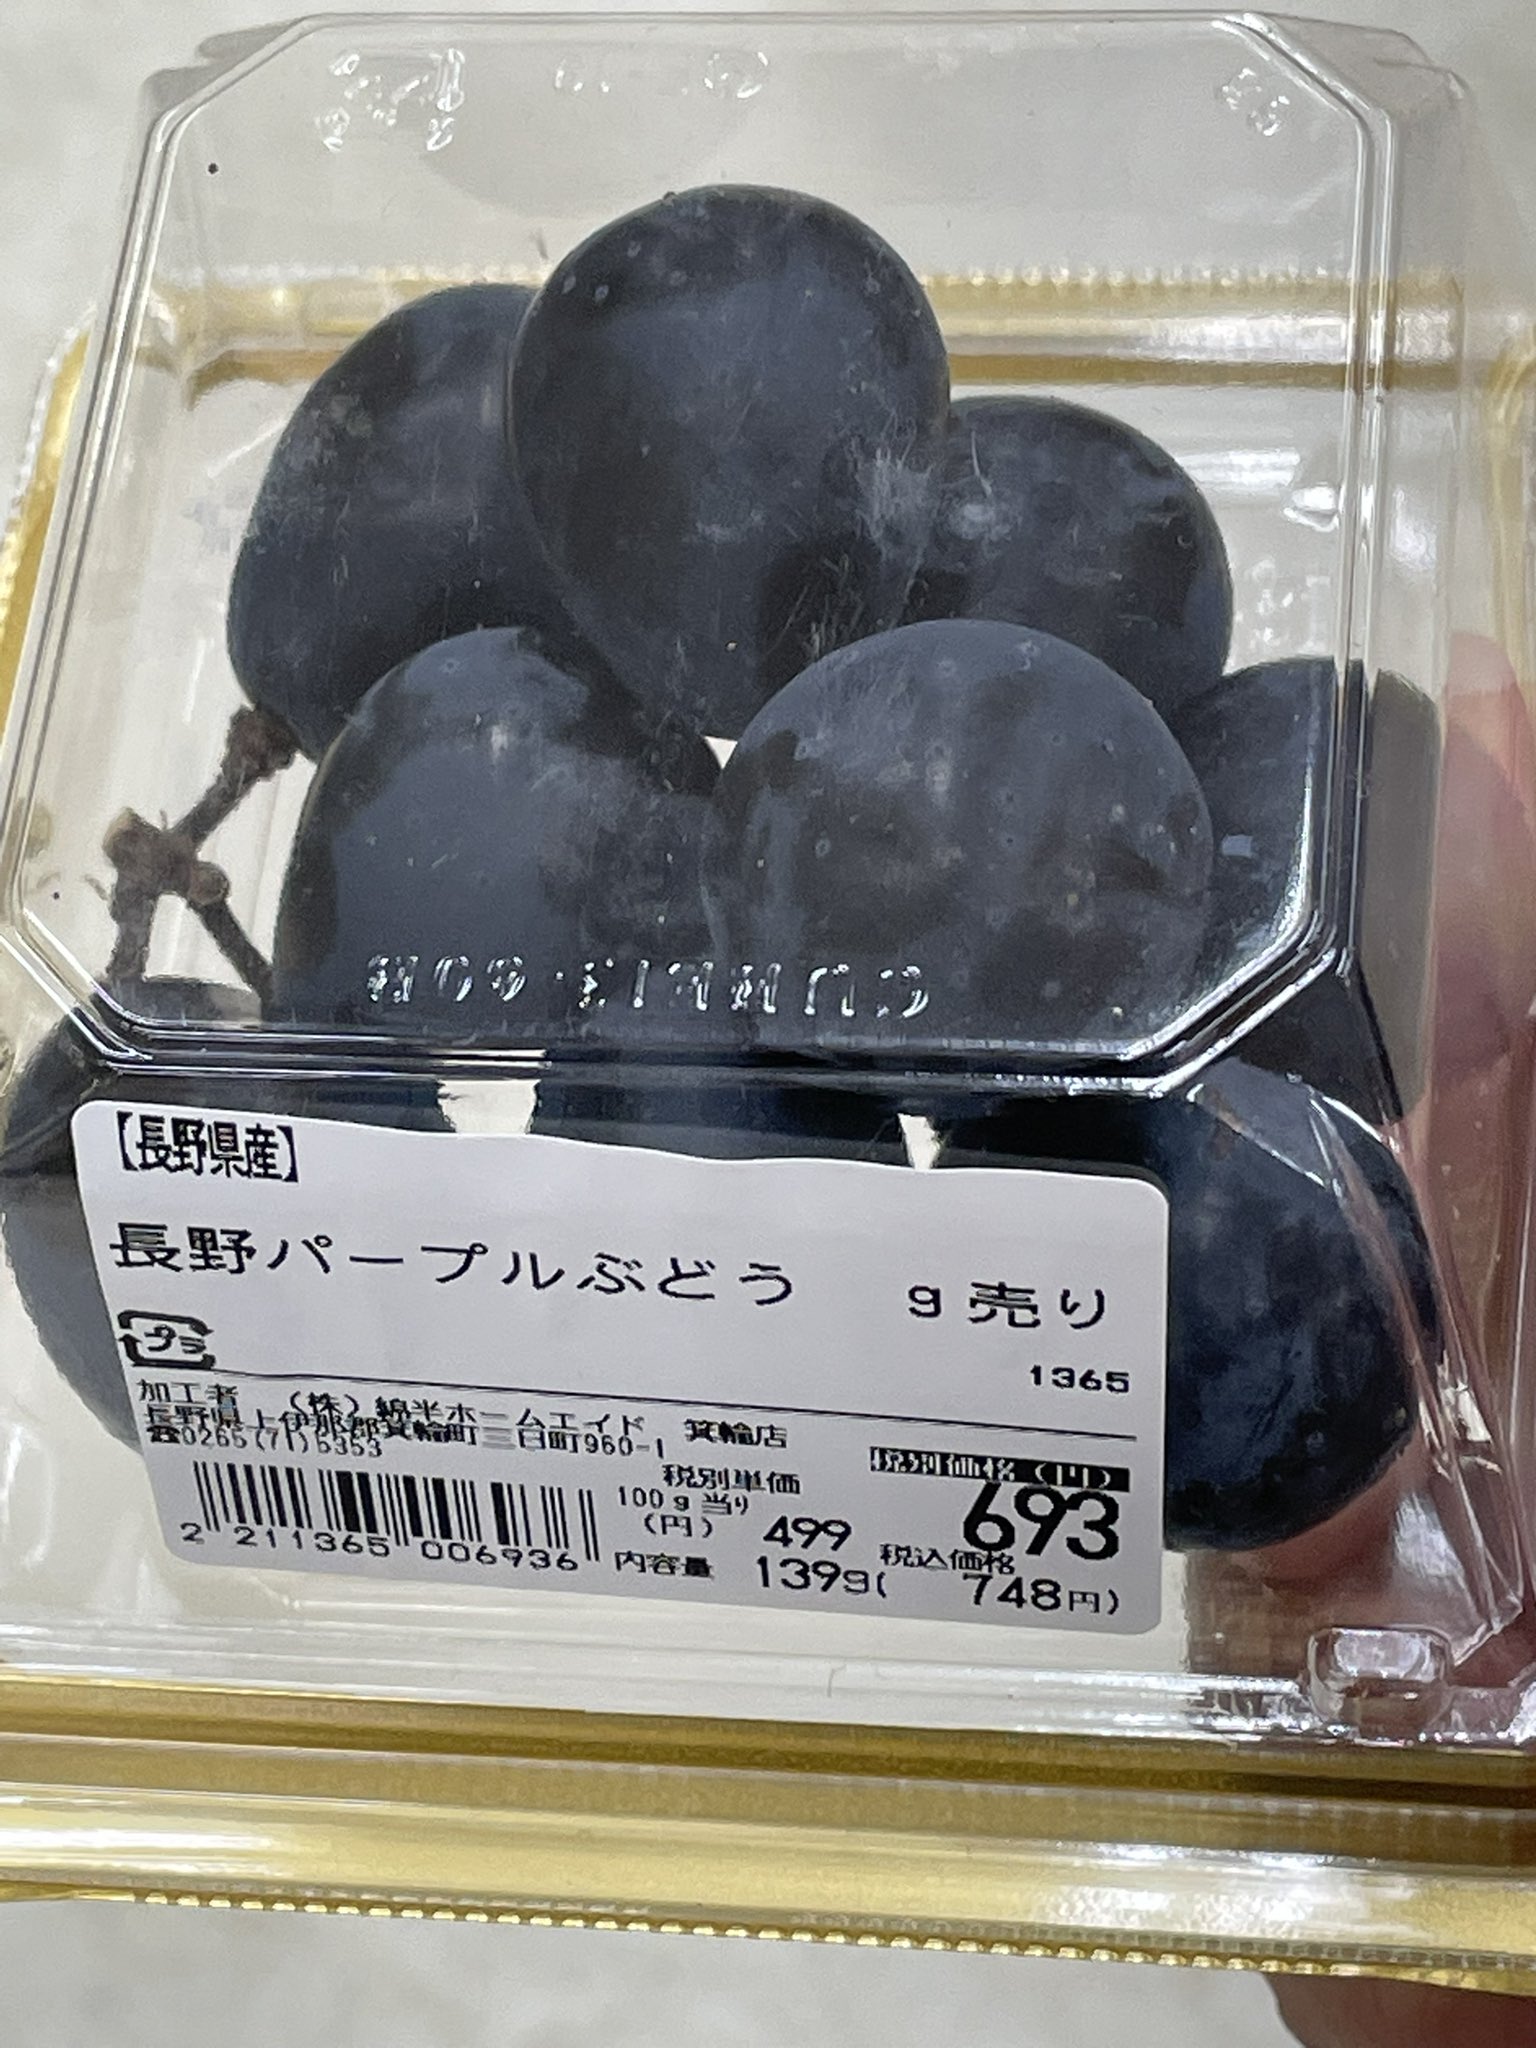 【長野県産】
長野パープルぶどう g売り
プラ
1365
加工者 (株)綿半ホームエイド 箕輪店
長野県上伊那郡箕輪町三日町960-1
☎0265(71)5353
税別価格(円)
693
税別単価
100g当り
(円) 499
税込価格
内容量 139g( 748円)
2 211365 006936